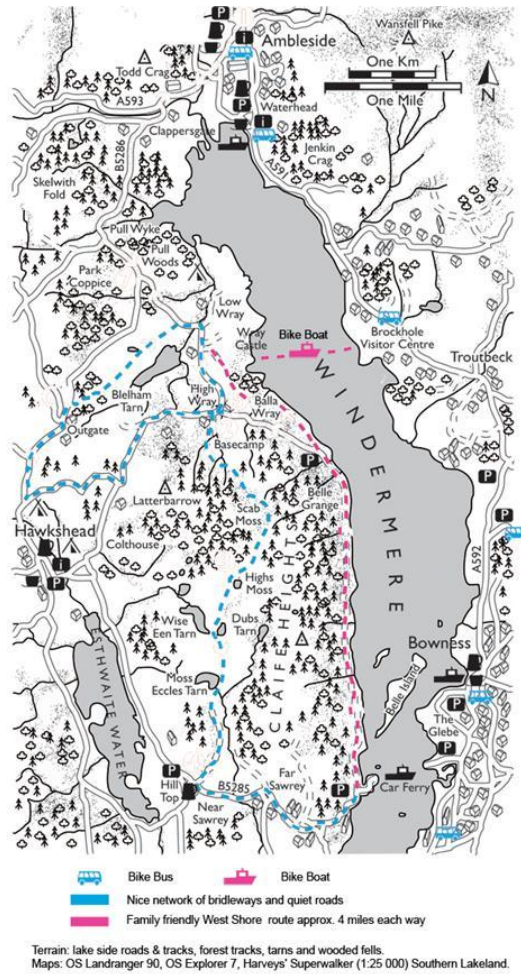 Wansfell Pike
Ambleside
Todd Crag
One Km
One Mile
N
A593
Waterhead
Clappersgate
B5286
Jenkin
Crag
A591
Skelwith
Fold
Pull Wyke
Pull
Woods
Park
Coppice
Low
Wray
Wray
Castle
Bike Boat
Brockhole
Visitor Centre
Troutbeck
WINDERMERE
Blelham
Tarn
High
Wray
Balla
Wray
Outgate
Basecamp
P
Belle
Grange
Latterbarrow
Scab
Moss
Hawkshead
Colthouse
A592
Highs
Moss
CLAIFE HEIGHTS
Wise
Een Tarn
Dubs
Tarn
Bowness
ESTHWAITE WATER
Moss
Eccles Tarn
Belle Island
The
Glebe
P
Hill
Top
B5285
Far
Sawrey
P
Car Ferry
Near
Sawrey
Bike Bus
Bike Boat
Nice network of bridleways and quiet roads
Family friendly West Shore route approx. 4 miles each way
Terrain: lake side roads & tracks, forest tracks, tarns and wooded fells.
Maps: OS Landranger 90, OS Explorer 7, Harveys' Superwalker (1:25 000) Southern Lakeland.